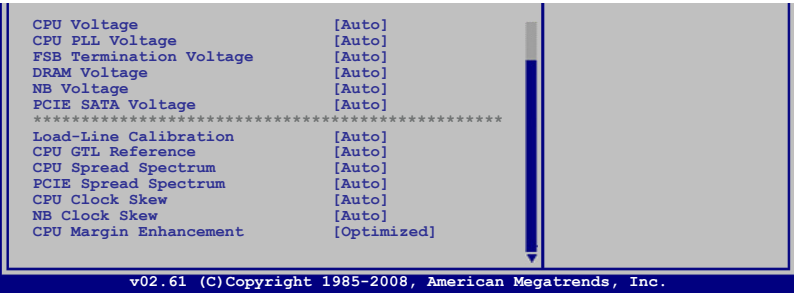 CPU Voltage [Auto]
CPU PLL Voltage [Auto]
FSB Termination Voltage [Auto]
DRAM Voltage [Auto]
NB Voltage [Auto]
PCIE SATA Voltage [Auto]
*************************************************
Load-Line Calibration [Auto]
CPU GTL Reference [Auto]
CPU Spread Spectrum [Auto]
PCIE Spread Spectrum [Auto]
CPU Clock Skew [Auto]
NB Clock Skew [Auto]
CPU Margin Enhancement [Optimized]
v02.61 (C)Copyright 1985-2008, American Megatrends, Inc.